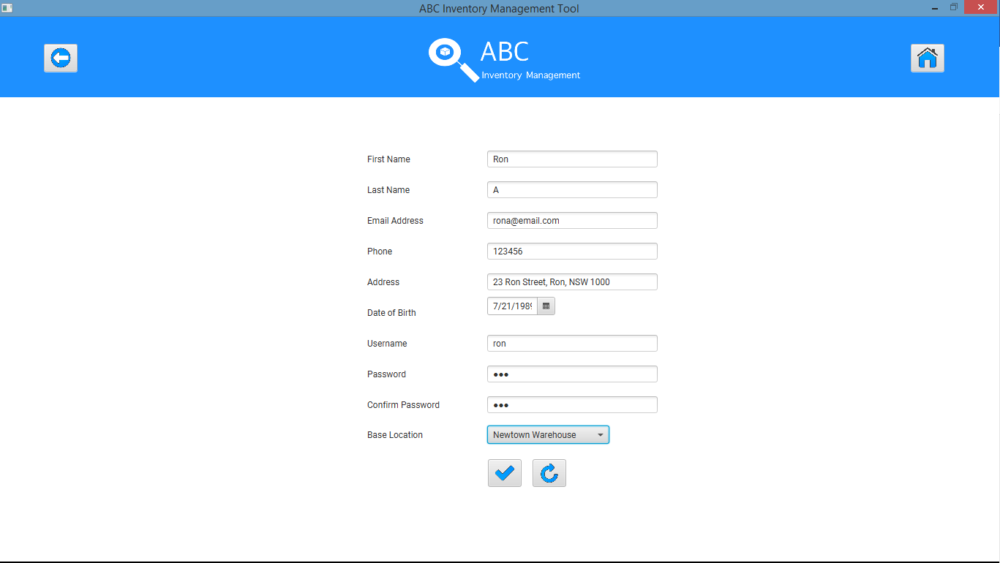 ABC Inventory Management Tool
ABC
Inventory Management
First Name Ron
Last Name A
Email Address rona@email.com
Phone 123456
Address 23 Ron Street, Ron, NSW 1000
Date of Birth 7/21/1989
Username ron
Password ●●●
Confirm Password ●●●
Base Location Newtown Warehouse